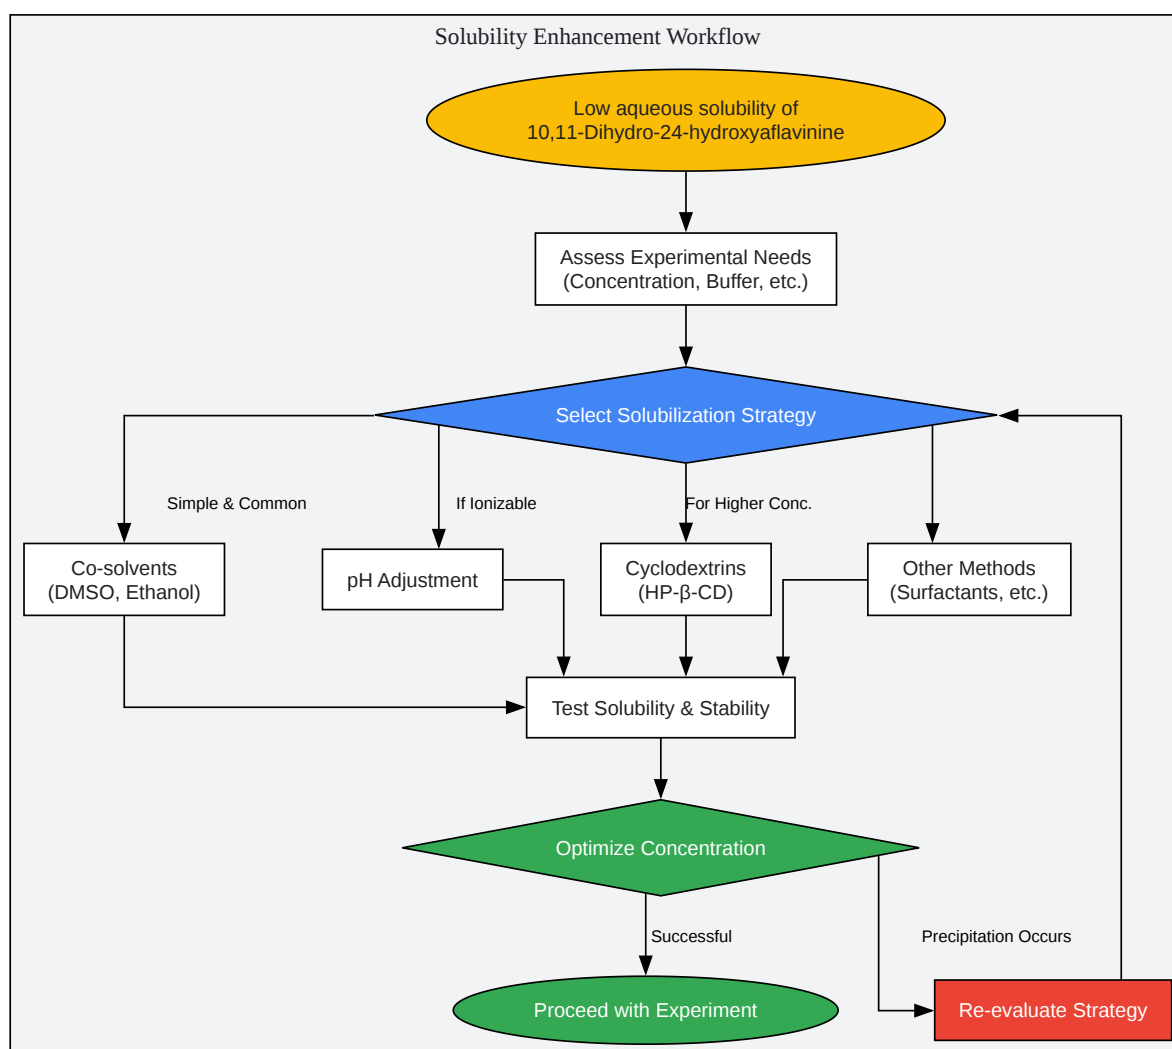 Solubility Enhancement Workflow
Low aqueous solubility of
10,11-Dihydro-24-hydroxyaflavinine
Assess Experimental Needs
(Concentration, Buffer, etc.)
Select Solubilization Strategy
Simple & Common
If Ionizable
For Higher Conc.
Co-solvents
(DMSO, Ethanol)
pH Adjustment
Cyclodextrins
(HP-β-CD)
Other Methods
(Surfactants, etc.)
Test Solubility & Stability
Optimize Concentration
Successful
Precipitation Occurs
Proceed with Experiment
Re-evaluate Strategy